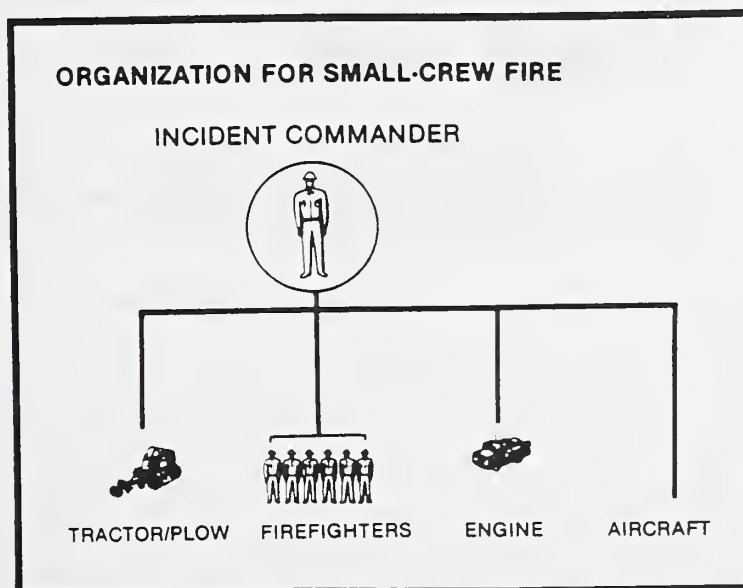 ORGANIZATION FOR SMALL-CREW FIRE
INCIDENT COMMANDER
TRACTOR/PLOW FIREFIGHTERS ENGINE AIRCRAFT